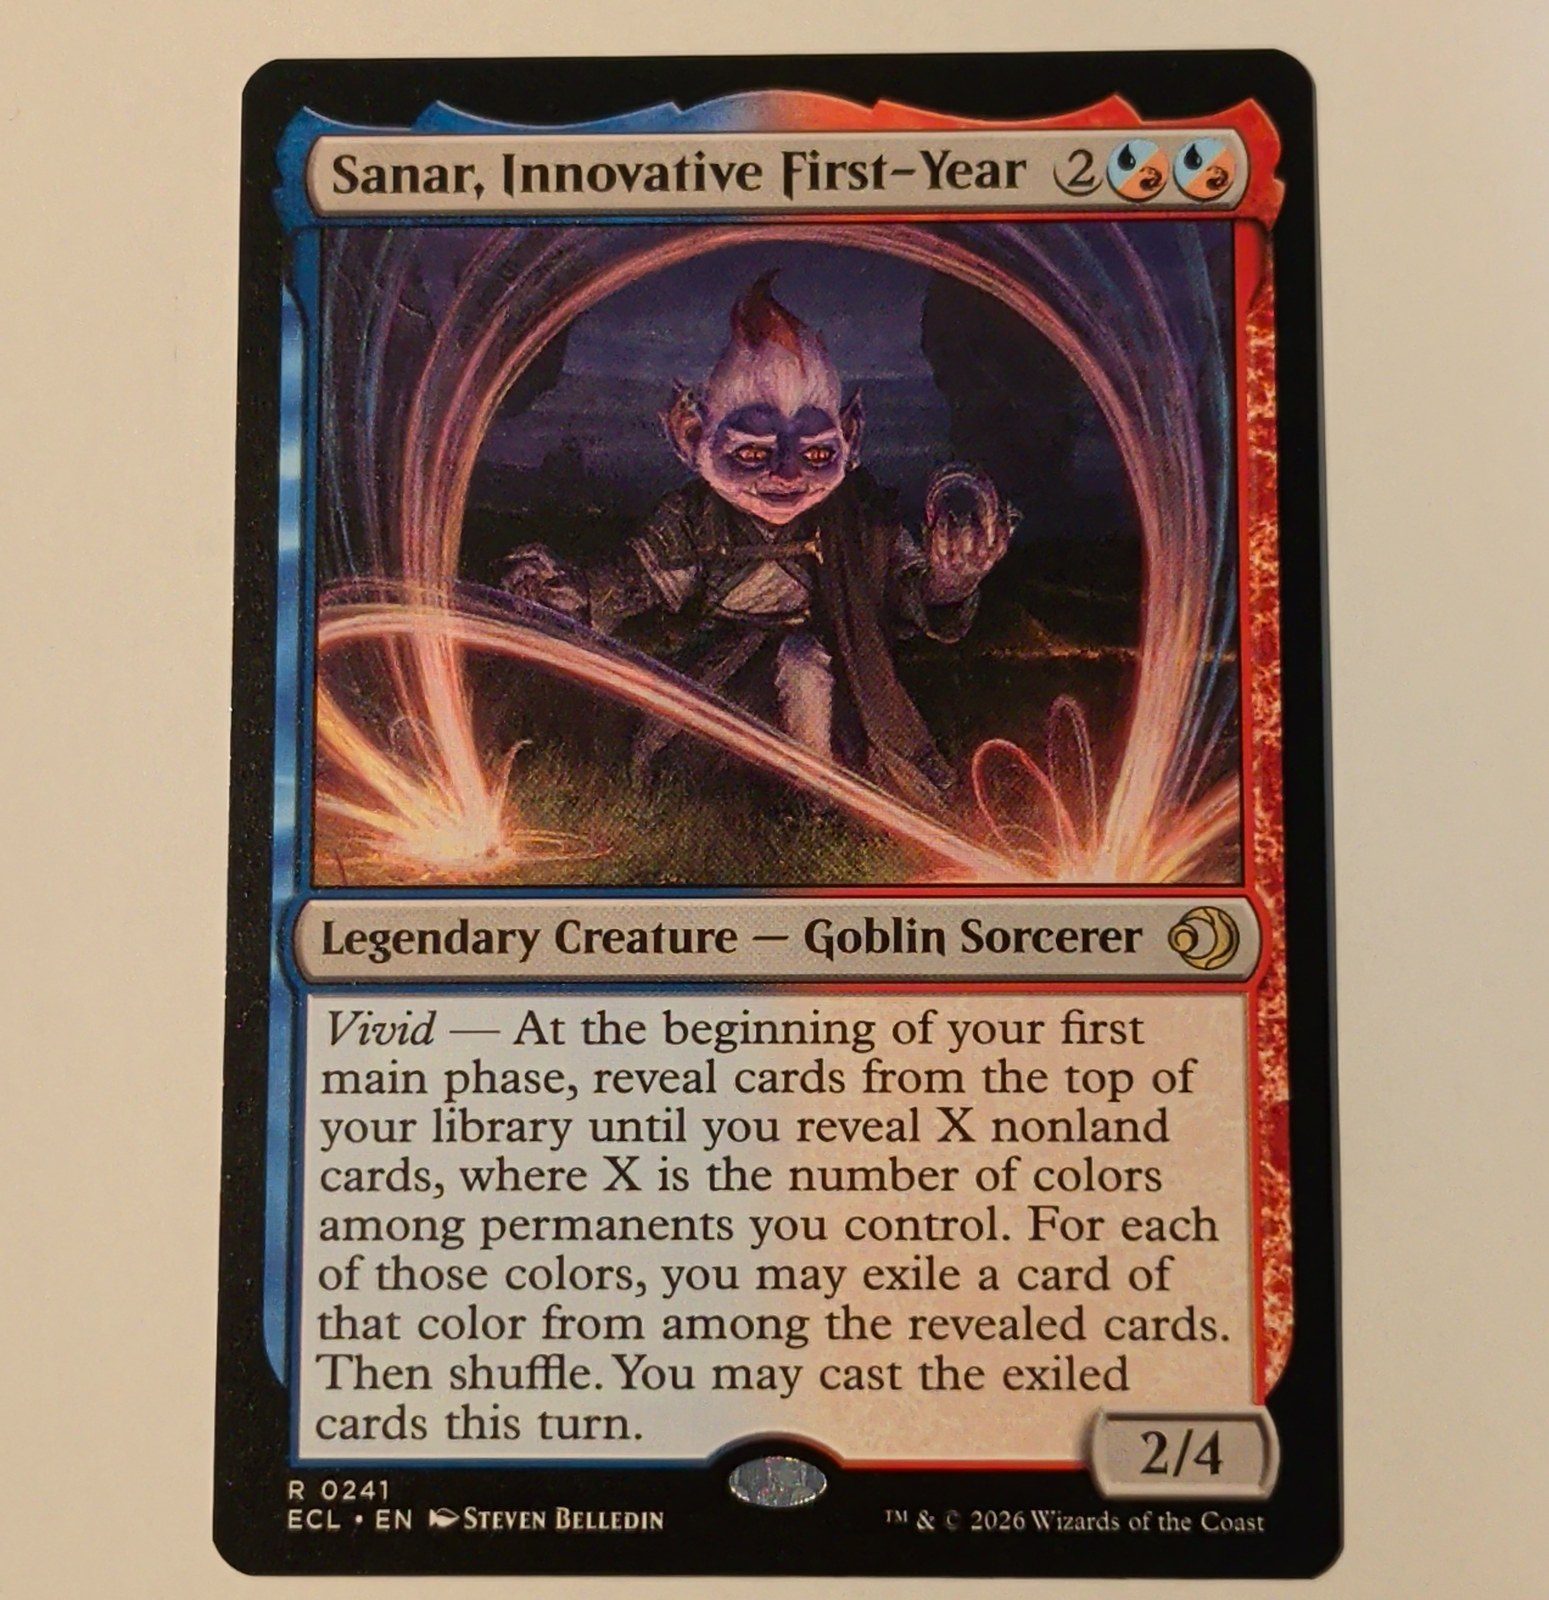 Sanar, Innovative First-Year 2
Legendary Creature — Goblin Sorcerer
Vivid — At the beginning of your first
main phase, reveal cards from the top of
your library until you reveal X nonland
cards, where X is the number of colors
among permanents you control. For each
of those colors, you may exile a card of
that color from among the revealed cards.
Then shuffle. You may cast the exiled
cards this turn.
2/4
R 0241
ECL • EN STEVEN BELLEDIN
™ & © 2026 Wizards of the Coast